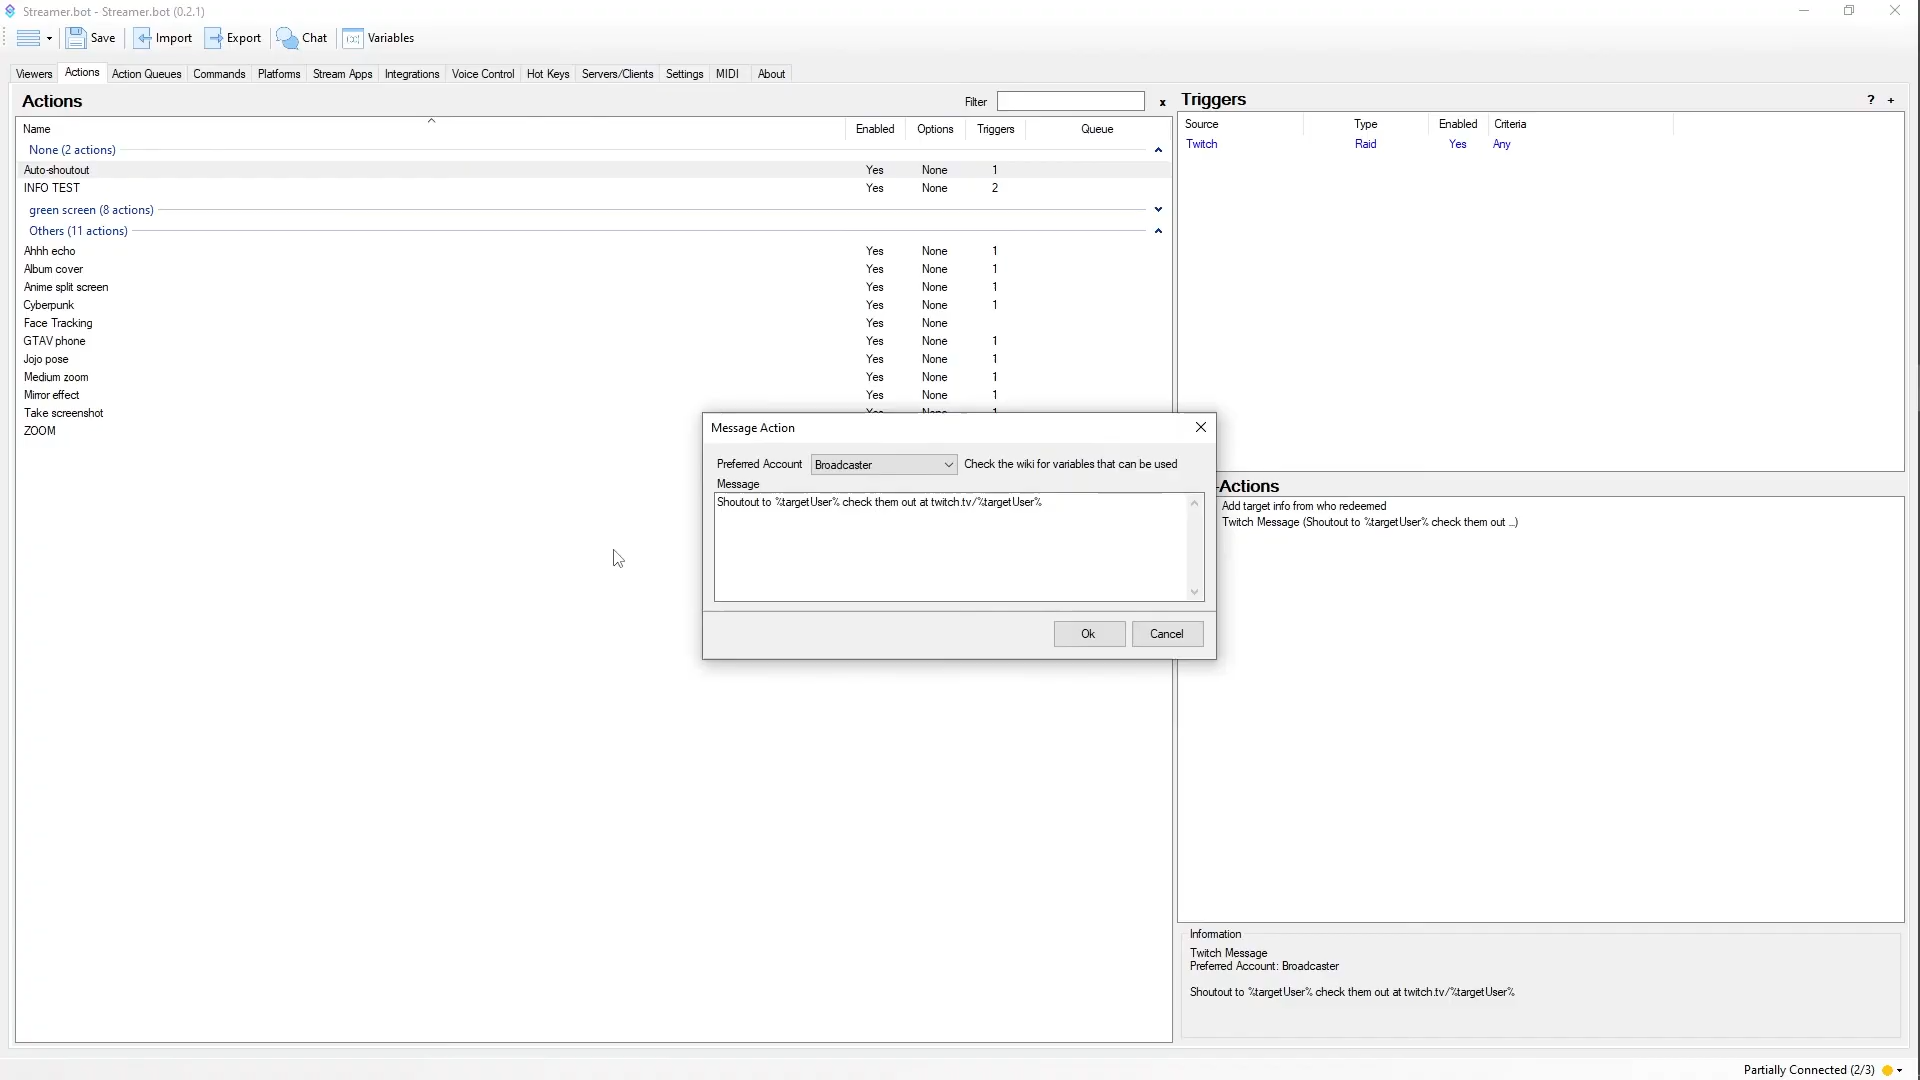 Streamer.bot - Streamer.bot (0.2.1)
Save
Import
Export
Chat
Variables
Viewers
Actions
Action Queues
Commands
Platforms
Stream Apps
Integrations
Voice Control
Hot Keys
Servers/Clients
Settings
MIDI
About
Actions
Filter
x
Name Enabled Options Triggers Queue
None (2 actions)
Auto-shoutout Yes None 1
INFO TEST Yes None 2
green screen (8 actions)
Others (11 actions)
Ahhh echo Yes None 1
Album cover Yes None 1
Anime split screen Yes None 1
Cyberpunk Yes None 1
Face Tracking Yes None
GTAV phone Yes None 1
Jojo pose Yes None 1
Medium zoom Yes None 1
Mirror effect Yes None 1
Take screenshot Yes None 1
ZOOM
Triggers
? +
Source Type Enabled Criteria
Twitch Raid Yes Any
Message Action
Preferred Account Broadcaster Check the wiki for variables that can be used
Message
Shoutout to %targetUser% check them out at twitch.tv/%targetUser%
Ok
Cancel
-Actions
Add target info from who redeemed
Twitch Message (Shoutout to %targetUser% check them out ...)
Information
Twitch Message
Preferred Account: Broadcaster
Shoutout to %targetUser% check them out at twitch.tv/%targetUser%
Partially Connected (2/3)